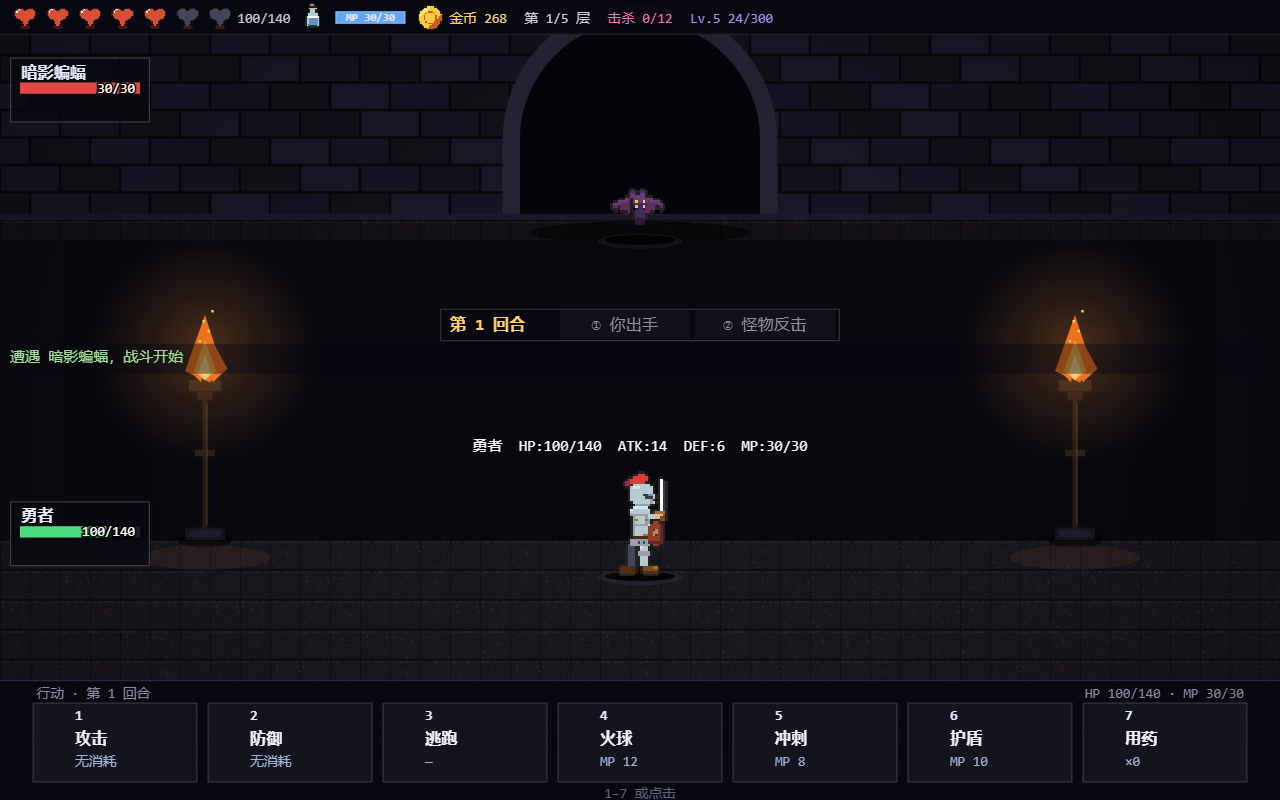 100/140 MP 30/30 金币 268 第 1/5 层 击杀 0/12 Lv.5 24/300
暗影蝙蝠
30/30
第 1 回合 ① 你出手 ② 怪物反击
遭遇 暗影蝙蝠, 战斗开始
勇者 HP:100/140 ATK:14 DEF:6 MP:30/30
勇者
100/140
行动 · 第 1 回合 HP 100/140 · MP 30/30
1 2 3 4 5 6 7
攻击 防御 逃跑 火球 冲刺 护盾 用药
无消耗 无消耗 — MP 12 MP 8 MP 10 ×0
1–7 或点击